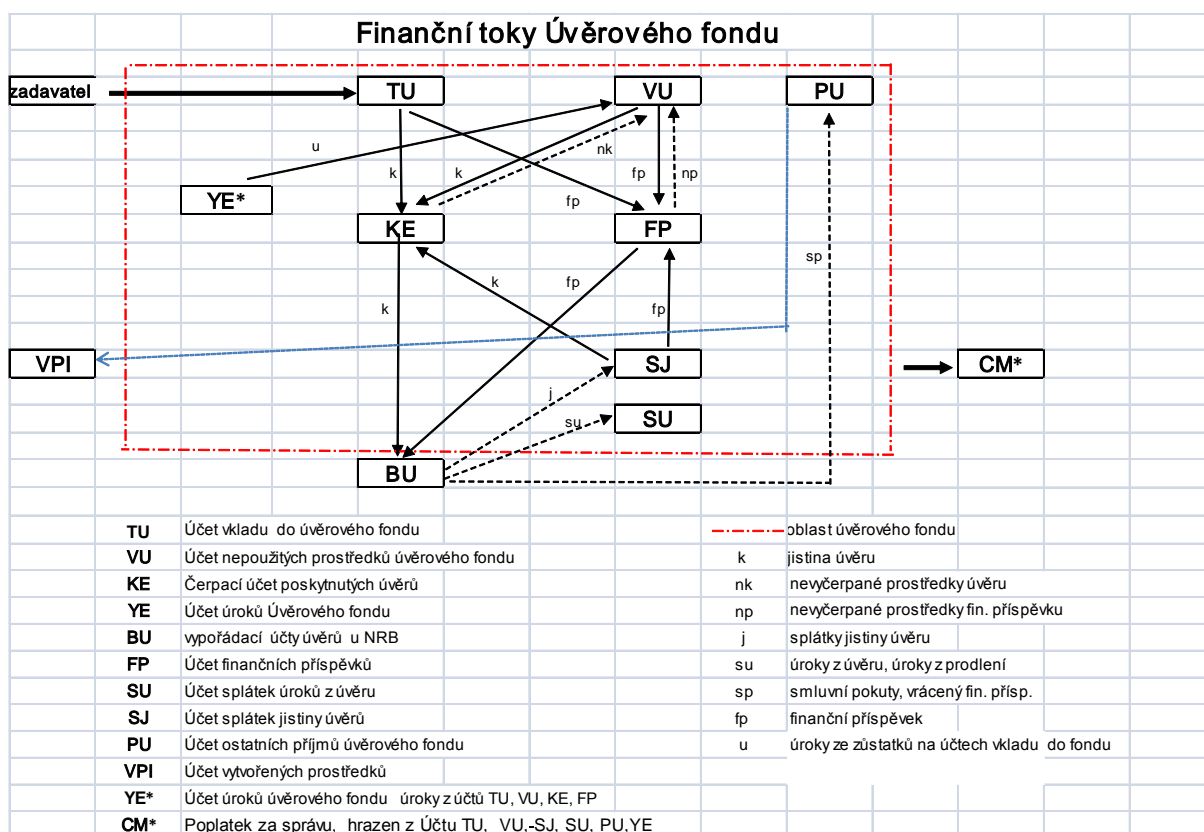 Finanční toky Úvěrového fondu
zadavatel
TU
VU
PU
u
k
k
nk
fp
np
YE*
fp
KE
FP
sp
k
fp
k
fp
VPI
SJ
CM*
j
su
SU
BU
TU Účet vkladu do úvěrového fondu
oblast úvěrového fondu
VU Účet nepoužitých prostředků úvěrového fondu
k jistina úvěru
KE Čerpací účet poskytnutých úvěrů
nk nevyčerpané prostředky úvěru
YE Účet úroků Úvěrového fondu
np nevyčerpané prostředky fin. příspěvku
BU vypořádací účty úvěrů u NRB
j splátky jistiny úvěru
FP Účet finančních příspěvků
su úroky z úvěru, úroky z prodlení
SU Účet splátek úroků z úvěru
sp smluvní pokuty, vrácený fin. přísp.
SJ Účet splátek jistiny úvěrů
fp finanční příspěvek
PU Účet ostatních příjmů úvěrového fondu
u úroky ze zůstatků na účtech vkladu do fondu
VPI Účet vytvořených prostředků
YE* Účet úroků úvěrového fondu úroky z účtů TU, VU, KE, FP
CM* Poplatek za správu, hrazen z Účtu TU, VU,-SJ, SU, PU,YE